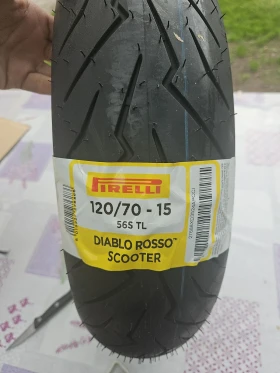 PIRELLI
120/70 - 15
56S TL
DIABLO ROSSO™
SCOOTER